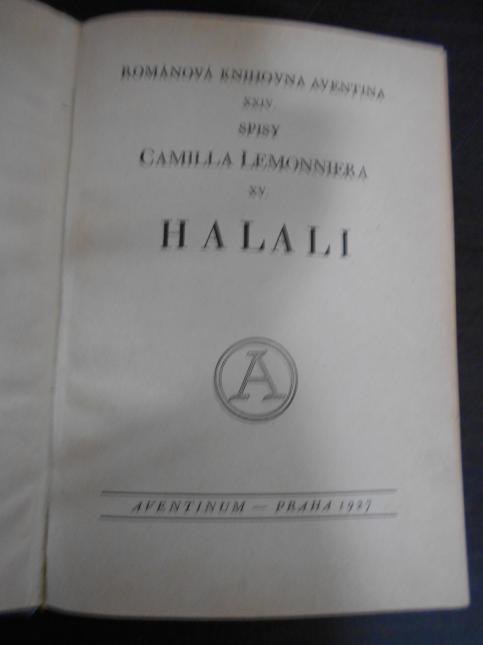 ROMÁNOVÁ KNIHOVNA AVENTINA
XXIV.
SPISY
CAMILLA LEMONNIERA
XV.
HALALI
A
AVENTINUM — PRAHA 1927